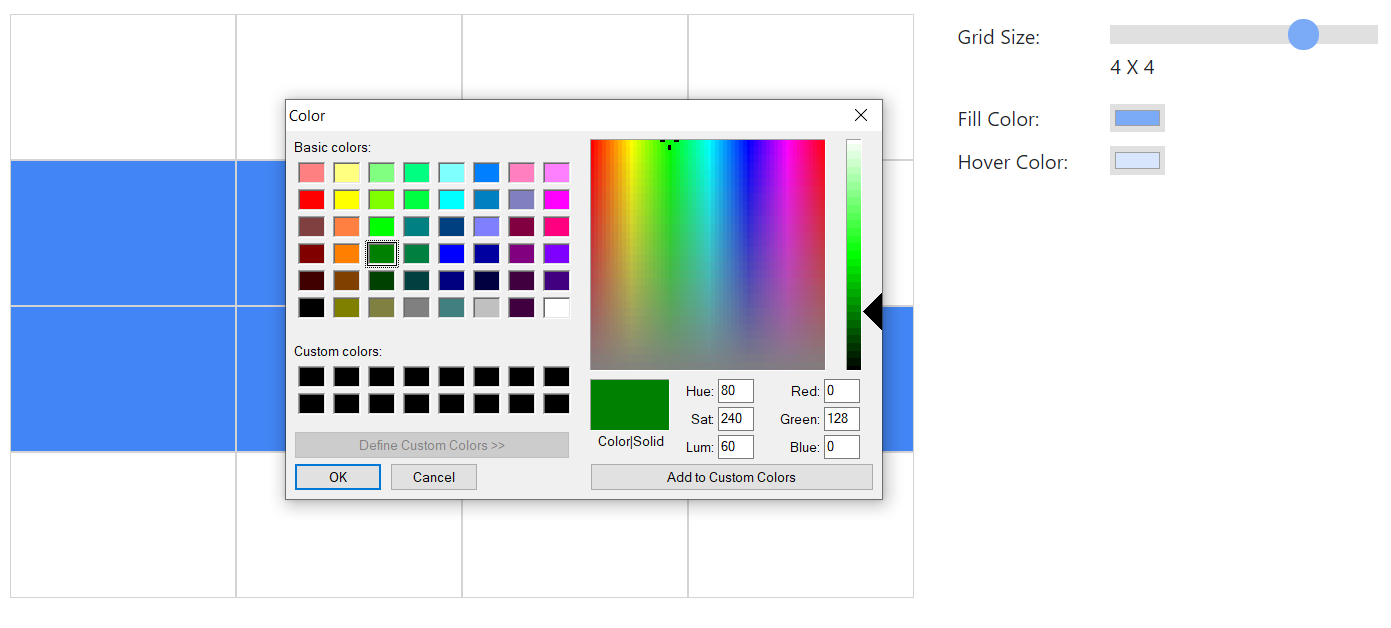 Grid Size:
4 X 4
Fill Color:
Hover Color:
Color
Basic colors:
Custom colors:
Define Custom Colors >>
OK
Cancel
Hue: 80
Red: 0
Sat: 240
Green: 128
Color|Solid
Lum: 60
Blue: 0
Add to Custom Colors